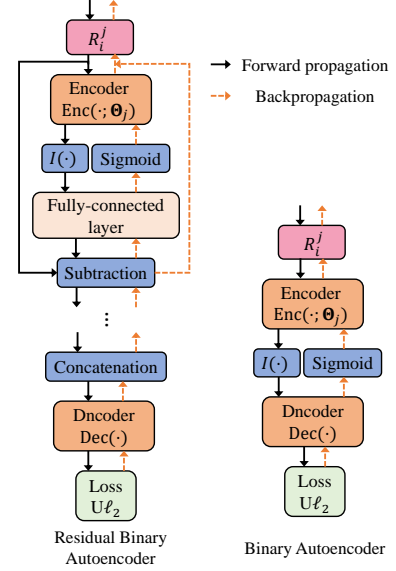 R_i^j
Encoder
Enc(·; Θ_j)
I(·)
Sigmoid
Fully-connected
layer
Subtraction
...
Concatenation
Dncoder
Dec(·)
Loss
Uℓ_2
Residual Binary
Autoencoder
Forward propagation
Backpropagation
R_i^j
Encoder
Enc(·; Θ_j)
I(·)
Sigmoid
Dncoder
Dec(·)
Loss
Uℓ_2
Binary Autoencoder